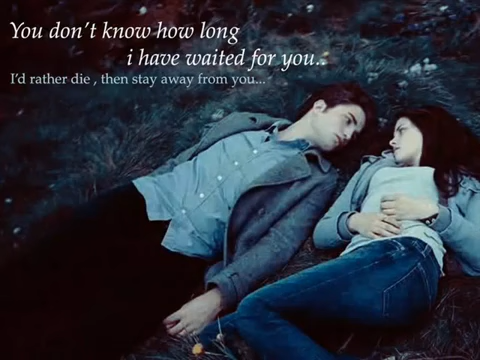 You don't know how long
i have waited for you..
I'd rather die , then stay away from you...